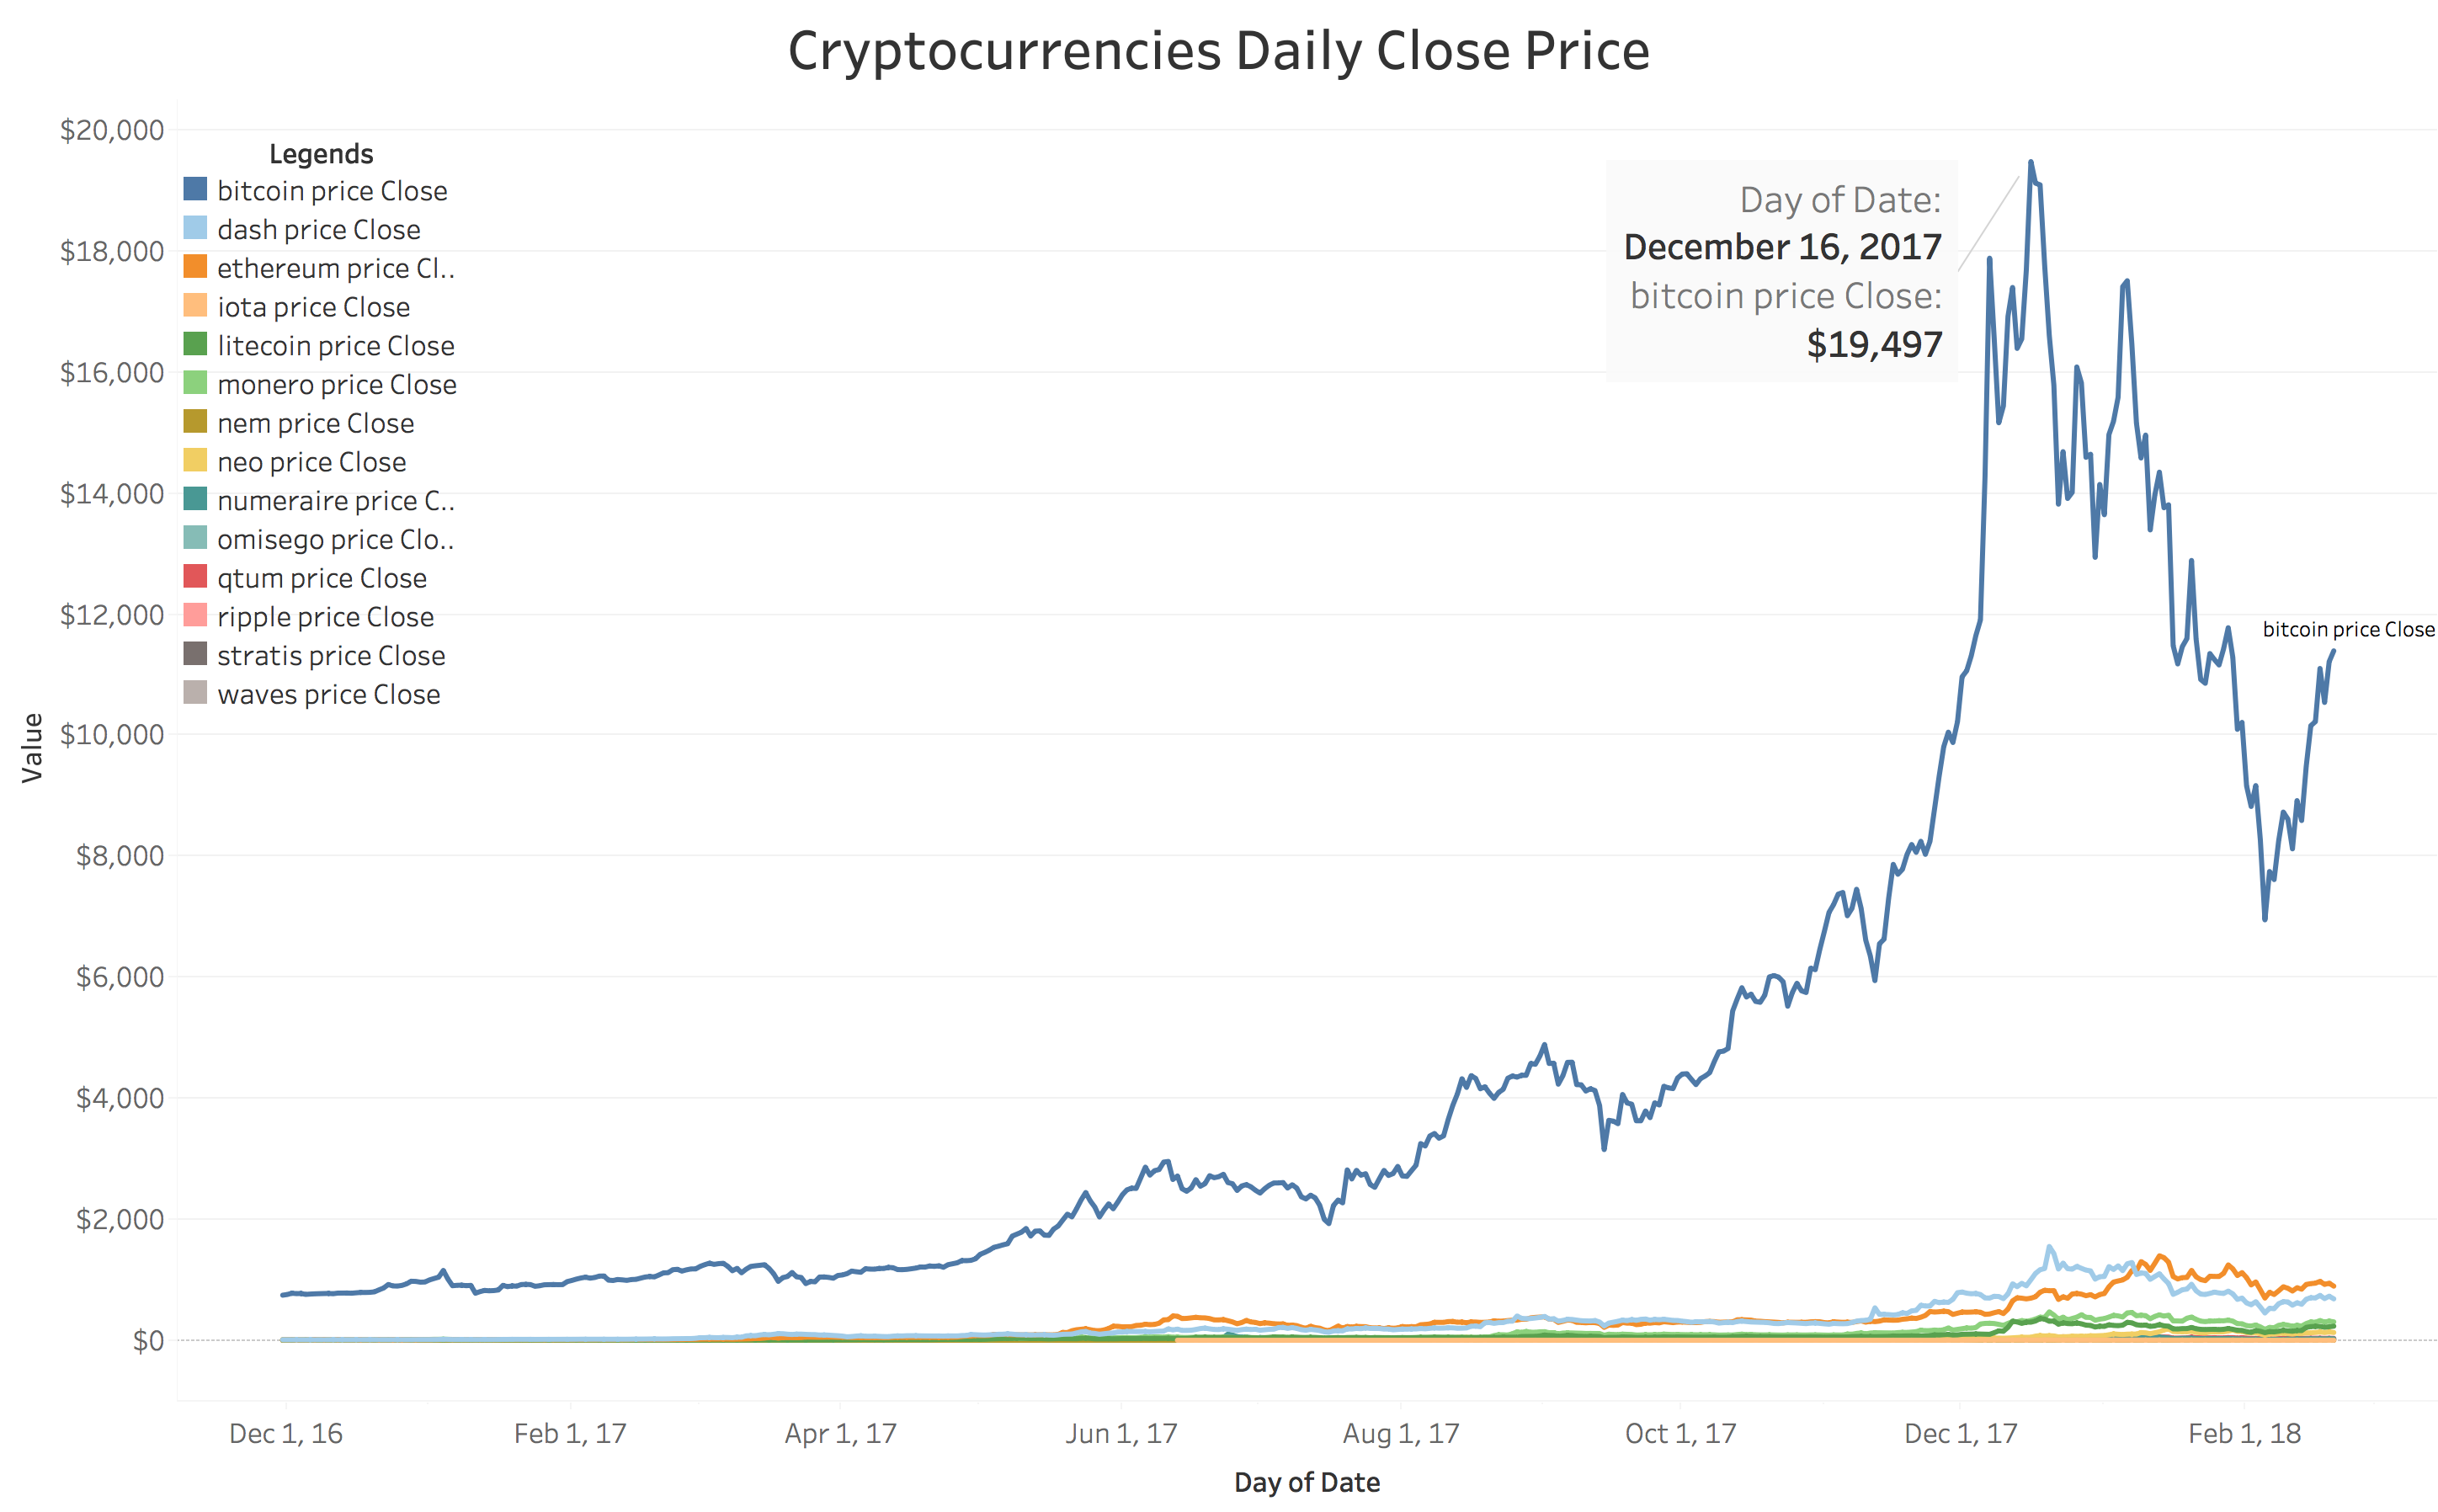 Cryptocurrencies Daily Close Price
$20,000
$18,000
$16,000
$14,000
$12,000
$10,000
$8,000
$6,000
$4,000
$2,000
$0
Value
Legends
bitcoin price Close
dash price Close
ethereum price Cl..
iota price Close
litecoin price Close
monero price Close
nem price Close
neo price Close
numeraire price C..
omisego price Clo..
qtum price Close
ripple price Close
stratis price Close
waves price Close
Day of Date:
December 16, 2017
bitcoin price Close:
$19,497
bitcoin price Close
Dec 1, 16
Feb 1, 17
Apr 1, 17
Jun 1, 17
Aug 1, 17
Oct 1, 17
Dec 1, 17
Feb 1, 18
Day of Date